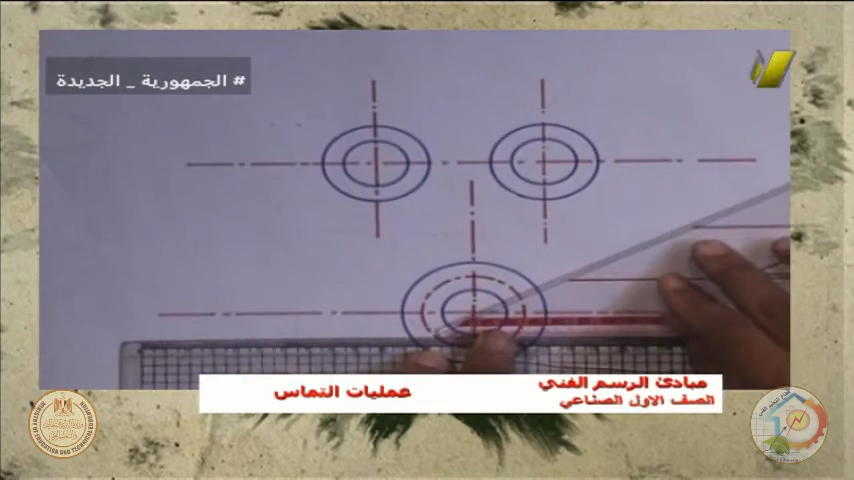 # الجمهورية _ الجديدة
مبادئ الرسم الفني
الصف الاول الصناعي
عمليات التماس